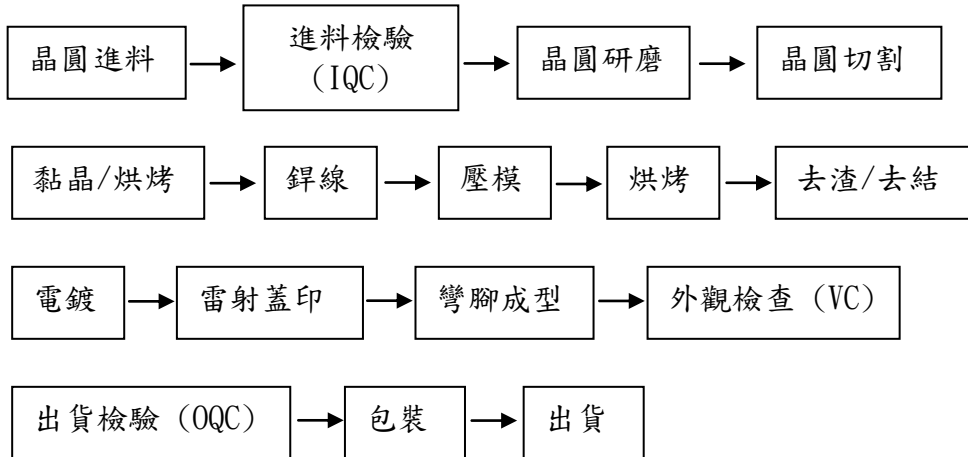 晶圓進料
進料檢驗
(IQC)
晶圓研磨
晶圓切割
黏晶/烘烤
銲線
壓模
烘烤
去渣/去結
電鍍
雷射蓋印
彎腳成型
外觀檢查 (VC)
出貨檢驗 (OQC)
包裝
出貨